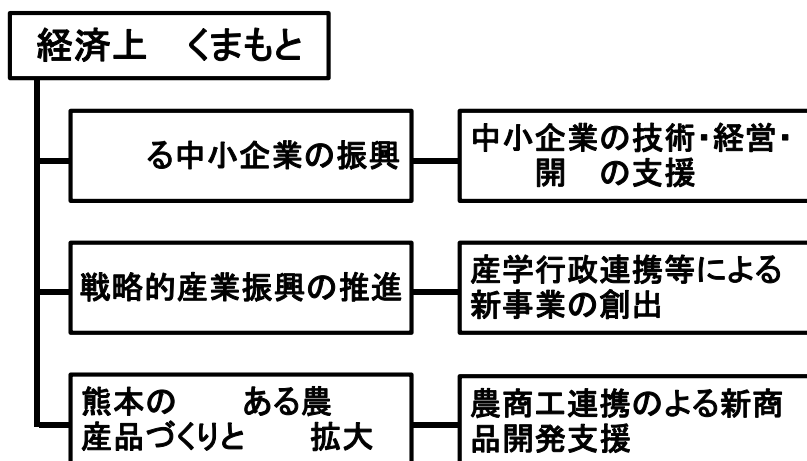 経済上　くまもと
る中小企業の振興
中小企業の技術・経営・
開　の支援
戦略的産業振興の推進
産学行政連携等による
新事業の創出
熊本の　　ある農
産品づくりと　　拡大
農商工連携のよる新商
品開発支援